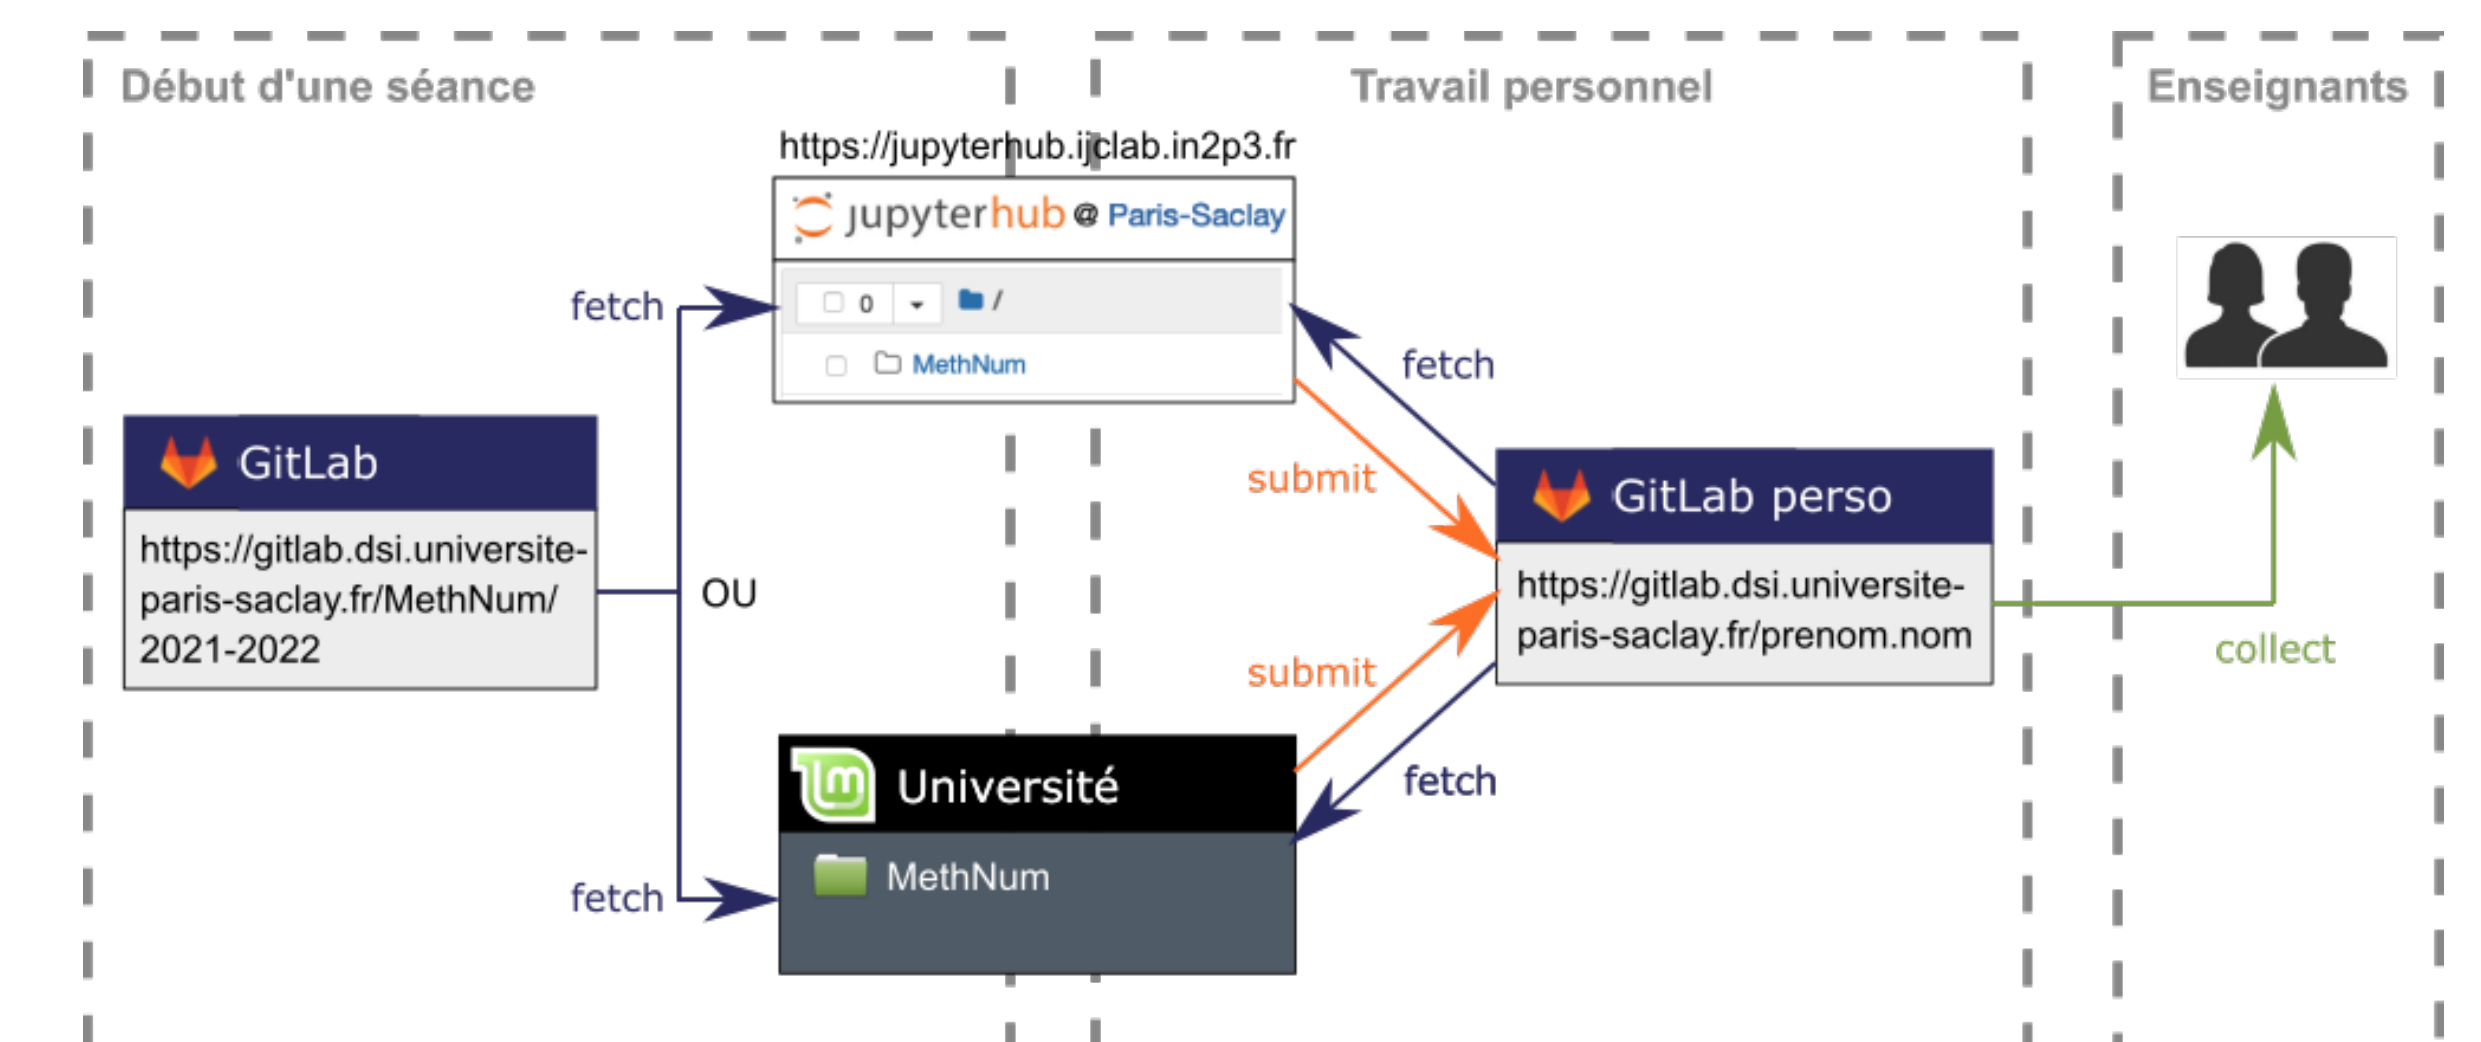 Début d'une séance
Travail personnel
Enseignants
https://jupyterhub.ijclab.in2p3.fr
jupyterhub @ Paris-Saclay
0 /
MethNum
fetch
fetch
GitLab
https://gitlab.dsi.universite-
paris-saclay.fr/MethNum/
2021-2022
OU
submit
GitLab perso
https://gitlab.dsi.universite-
paris-saclay.fr/prenom.nom
collect
submit
fetch
Université
MethNum
fetch